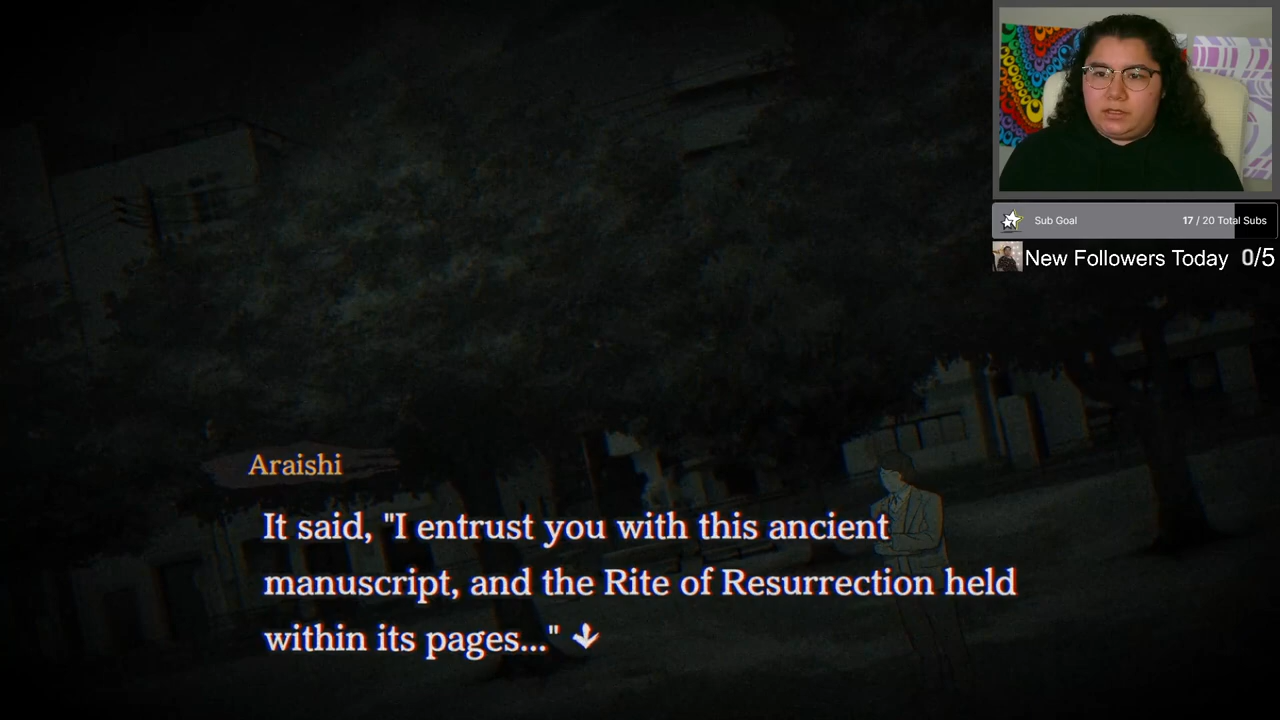 Sub Goal 17 / 20 Total Subs
New Followers Today 0/5
Araishi
It said, "I entrust you with this ancient
manuscript, and the Rite of Resurrection held
within its pages..."